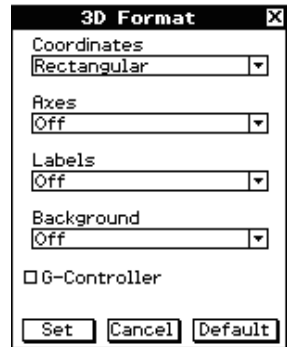 3D Format
Coordinates
Rectangular
Axes
Off
Labels
Off
Background
Off
G-Controller
Set Cancel Default